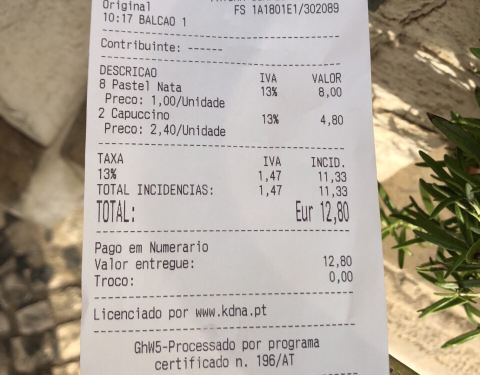 Original FS 1A1801E1/302089
10:17 BALCAO 1
Contribuinte: ------
DESCRICAO IVA VALOR
8 Pastel Nata 13% 8,00
Preco: 1,00/Unidade
2 Capuccino 13% 4,80
Preco: 2,40/Unidade
TAXA IVA INCID.
13% 1,47 11,33
TOTAL INCIDENCIAS: 1,47 11,33
TOTAL: Eur 12,80
Pago em Numerario
Valor entregue: 12,80
Troco: 0,00
Licenciado por www.kdna.pt
GhW5-Processado por programa
certificado n. 196/AT